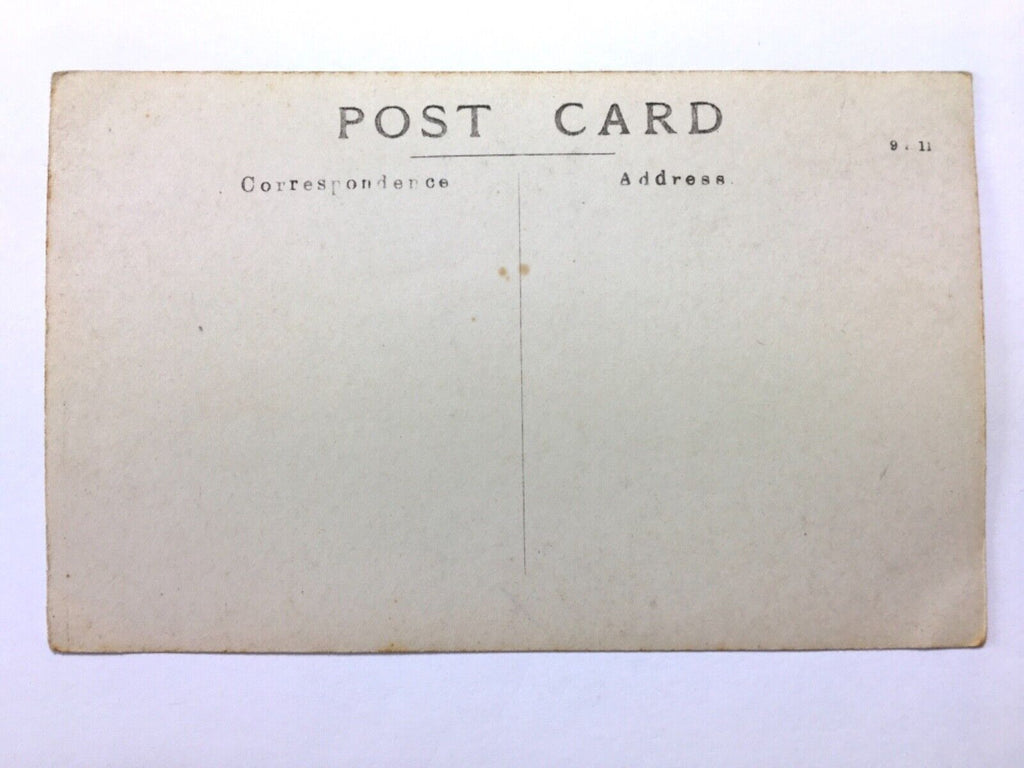 POST CARD
9.11
Correspondence Address.